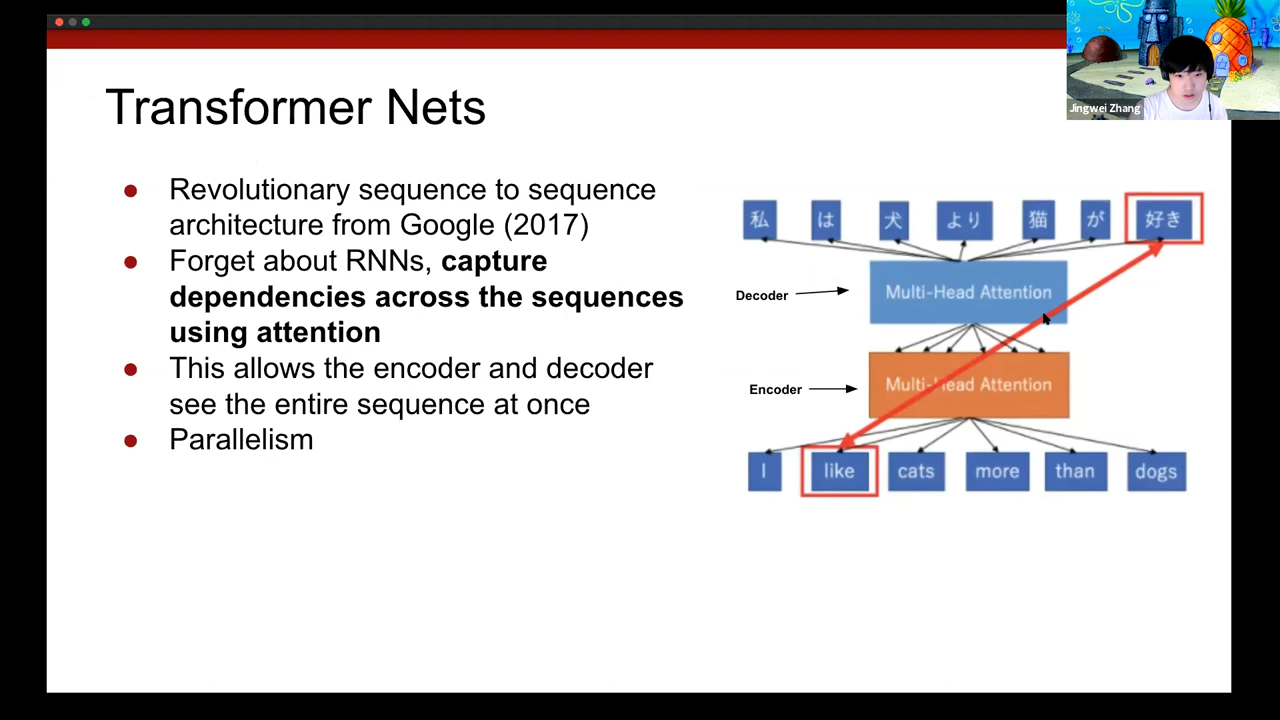 Jingwei Zhang
Transformer Nets
● Revolutionary sequence to sequence
architecture from Google (2017)
● Forget about RNNs, capture
dependencies across the sequences
using attention
● This allows the encoder and decoder
see the entire sequence at once
● Parallelism
私 は 犬 より 猫 が 好き
Decoder
Multi-Head Attention
Encoder
Multi-Head Attention
I like cats more than dogs